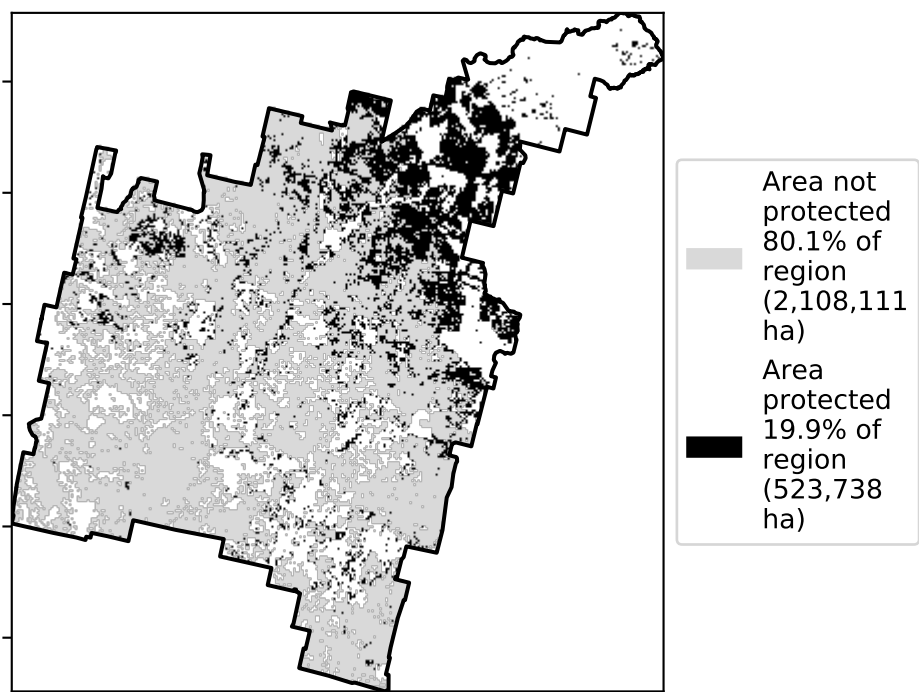 Area not
protected
80.1% of
region
(2,108,111
ha)
Area
protected
19.9% of
region
(523,738
ha)